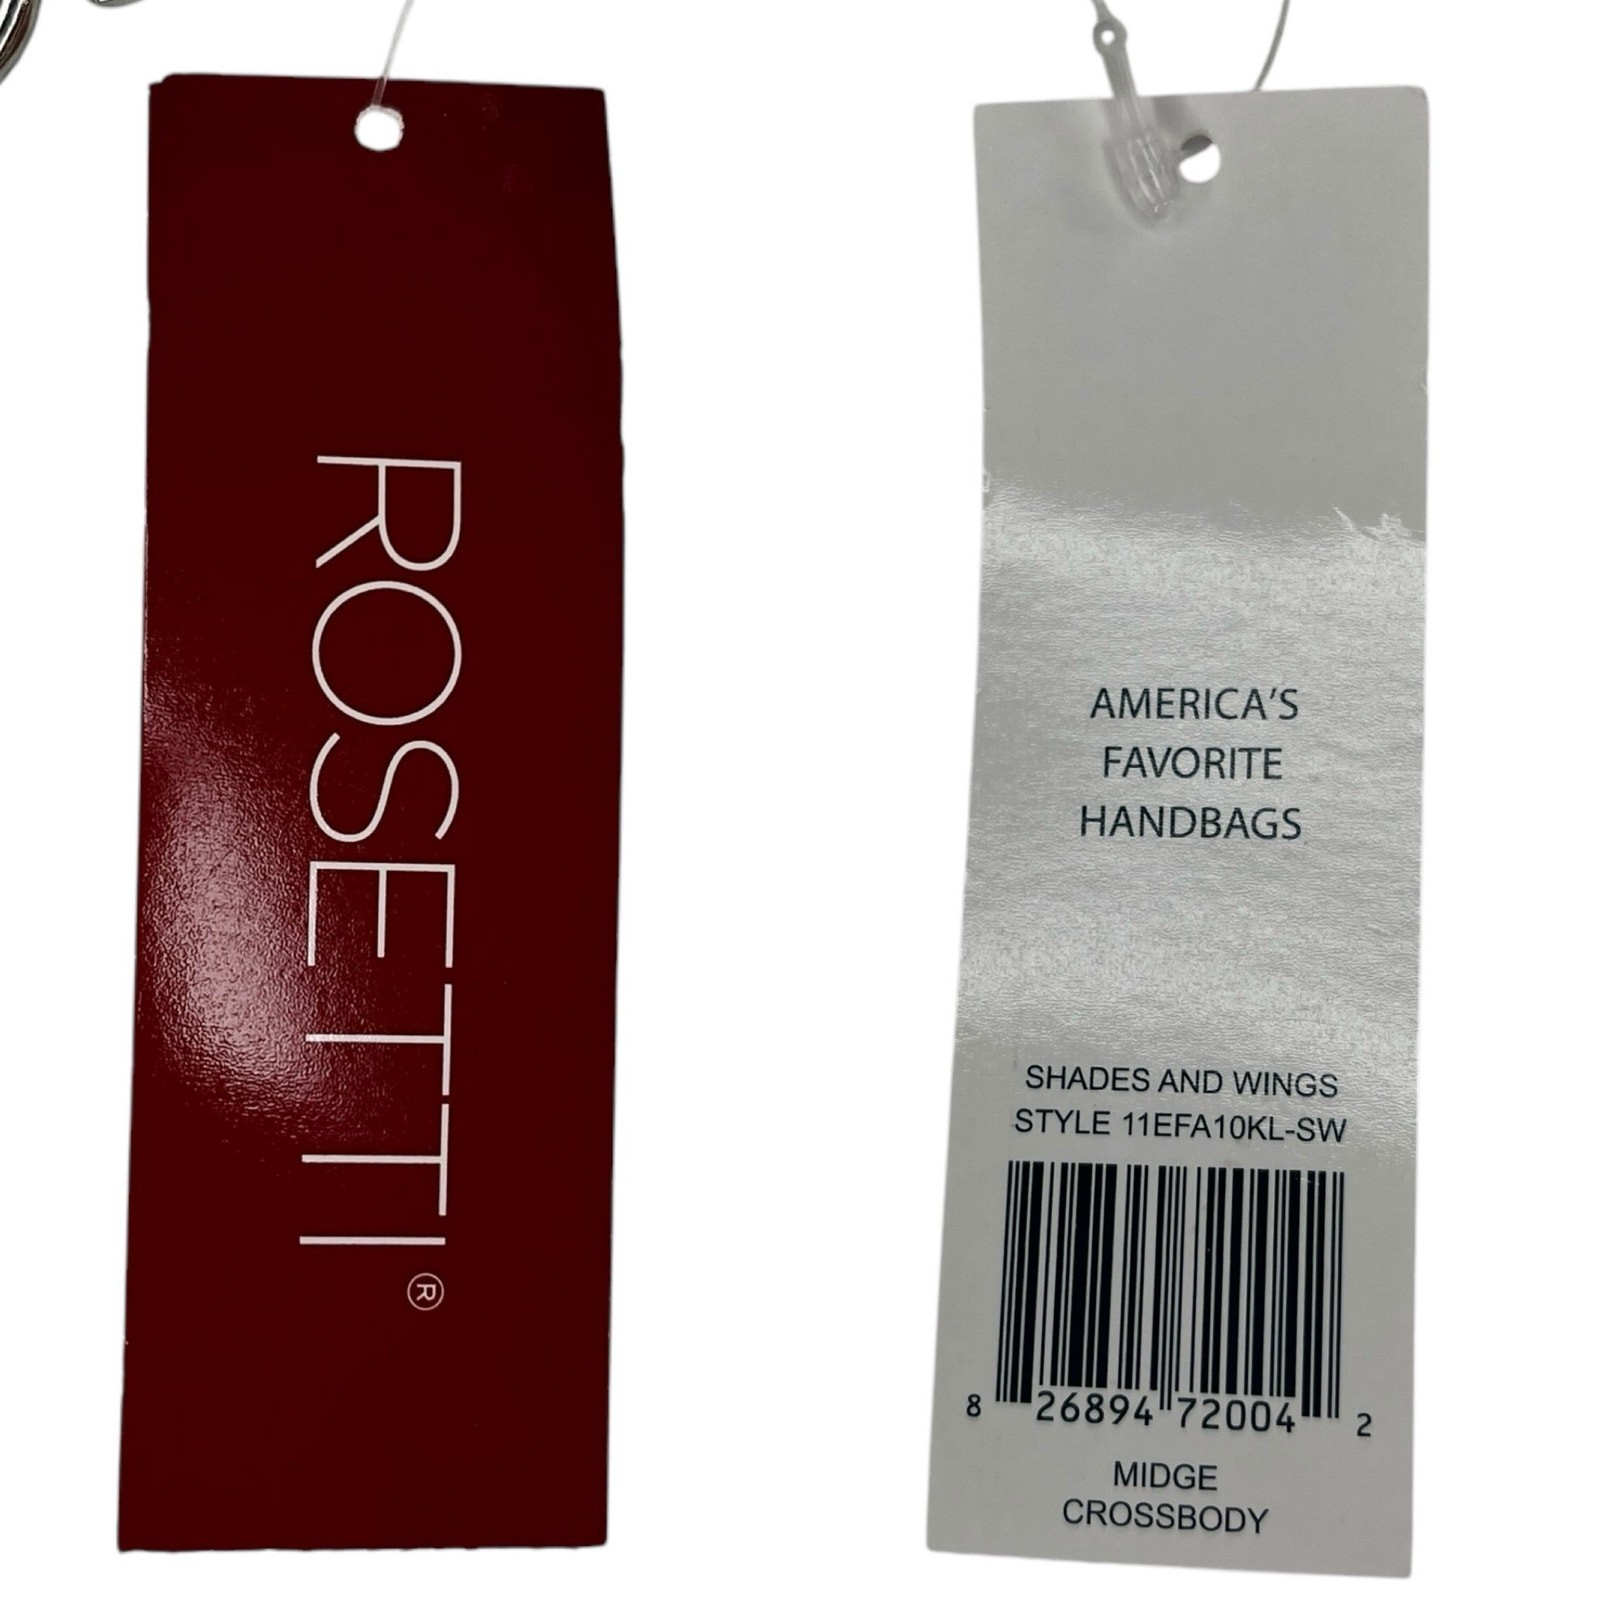 ROSETTI®
AMERICA'S
FAVORITE
HANDBAGS
SHADES AND WINGS
STYLE 11EFA10KL-SW
8 26894 72004 2
MIDGE
CROSSBODY